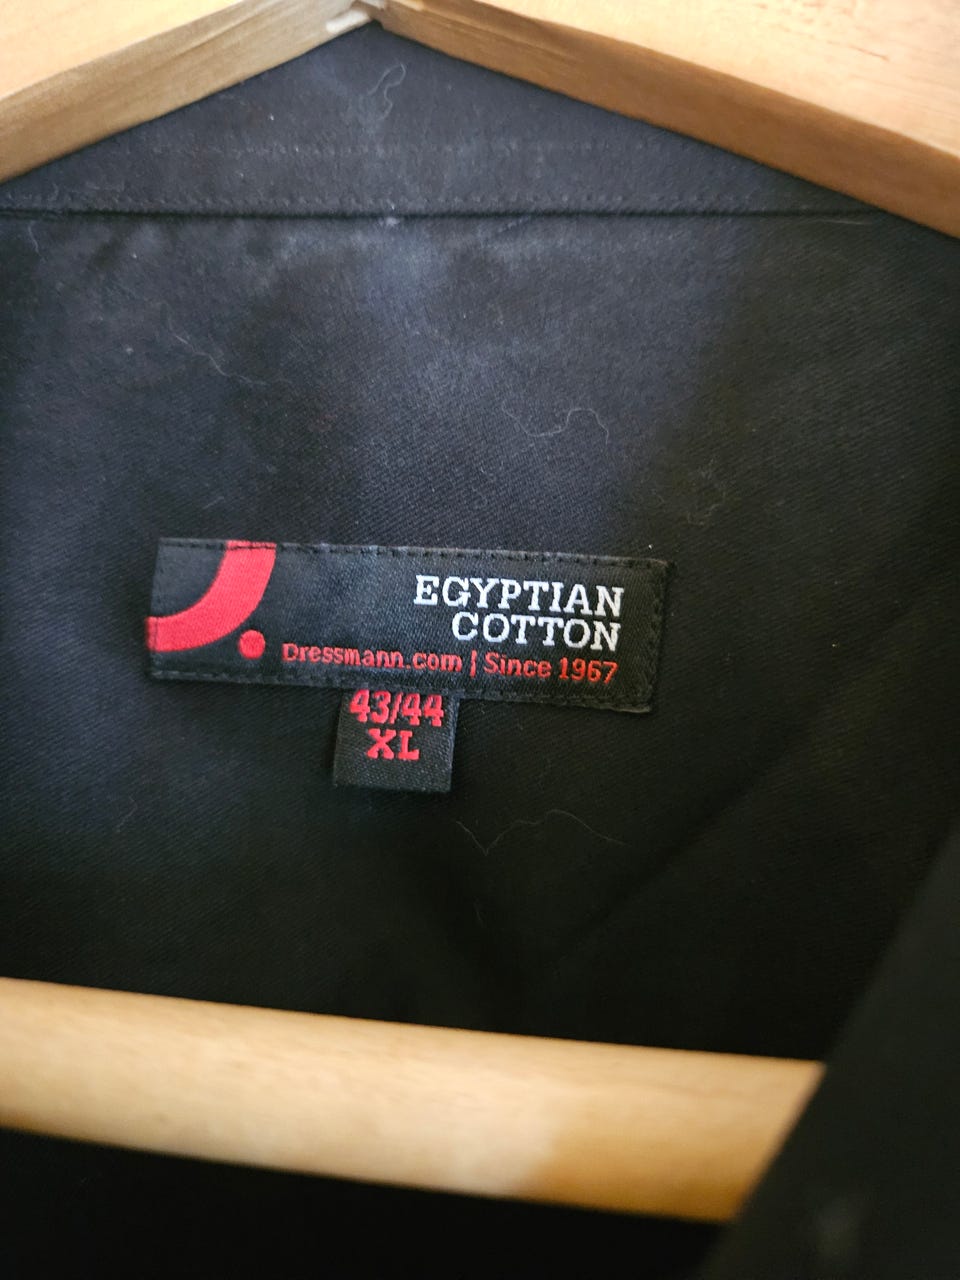 EGYPTIAN
COTTON
Dressmann.com | Since 1967
43/44
XL